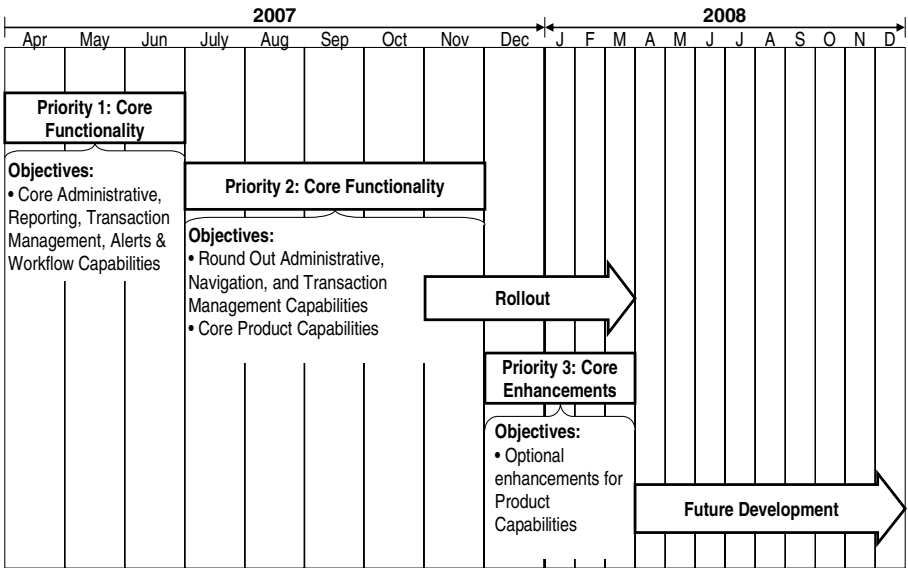 2007 2008
Apr May Jun July Aug Sep Oct Nov Dec J F M A M J J A S O N D
Priority 1: Core
Functionality
Objectives:
• Core Administrative,
Reporting, Transaction
Management, Alerts &
Workflow Capabilities
Priority 2: Core Functionality
Objectives:
• Round Out Administrative,
Navigation, and Transaction
Management Capabilities
• Core Product Capabilities
Rollout
Priority 3: Core
Enhancements
Objectives:
• Optional
enhancements for
Product
Capabilities
Future Development